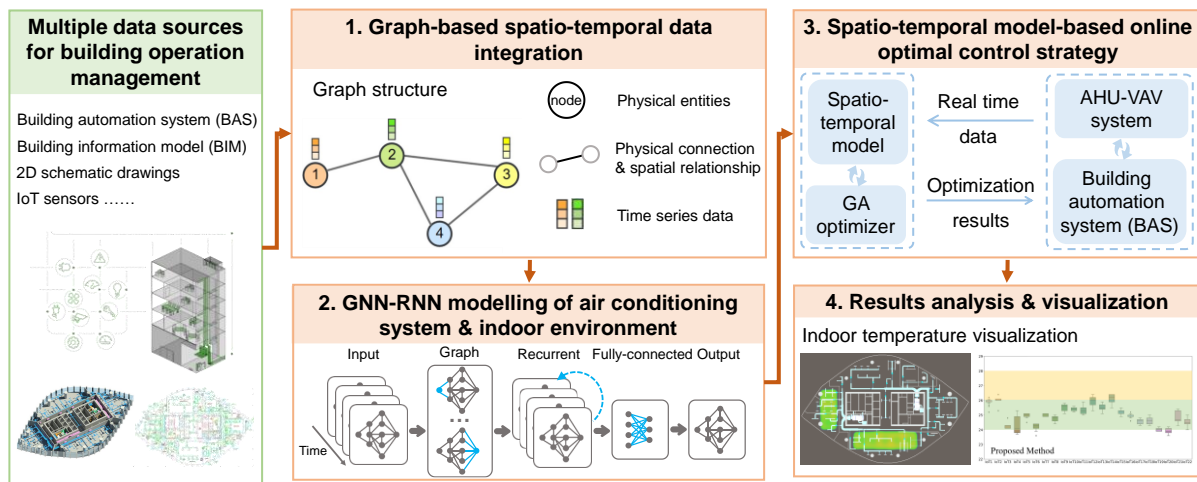 Multiple data sources
for building operation
management
Building automation system (BAS)
Building information model (BIM)
2D schematic drawings
IoT sensors ……
1. Graph-based spatio-temporal data
integration
Graph structure
1
2
3
4
node
Physical entities
Physical connection
& spatial relationship
Time series data
2. GNN-RNN modelling of air conditioning
system & indoor environment
Input
Graph
Recurrent
Fully-connected
Output
Time
3. Spatio-temporal model-based online
optimal control strategy
Spatio-
temporal
model
GA
optimizer
Real time
data
Optimization
results
AHU-VAV
system
Building
automation
system (BAS)
4. Results analysis & visualization
Indoor temperature visualization
Proposed Method